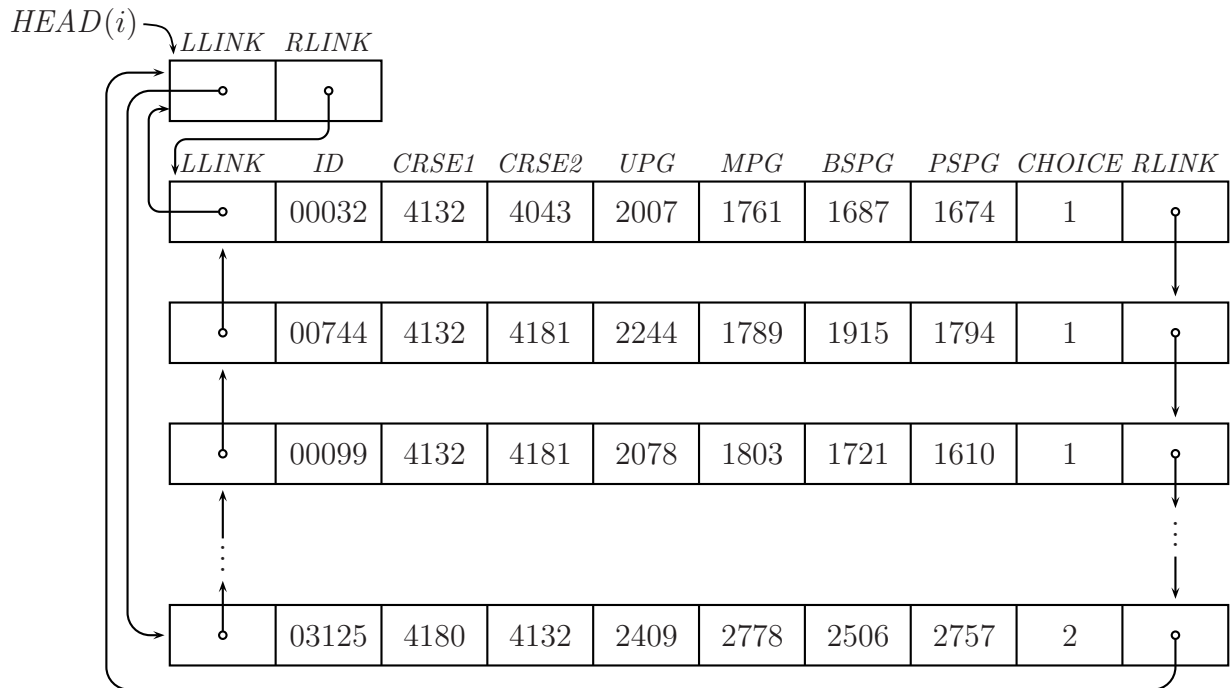 HEAD(i)
LLINK RLINK
LLINK ID CRSE1 CRSE2 UPG MPG BSPG PSPG CHOICE RLINK
00032 4132 4043 2007 1761 1687 1674 1
00744 4132 4181 2244 1789 1915 1794 1
00099 4132 4181 2078 1803 1721 1610 1
03125 4180 4132 2409 2778 2506 2757 2